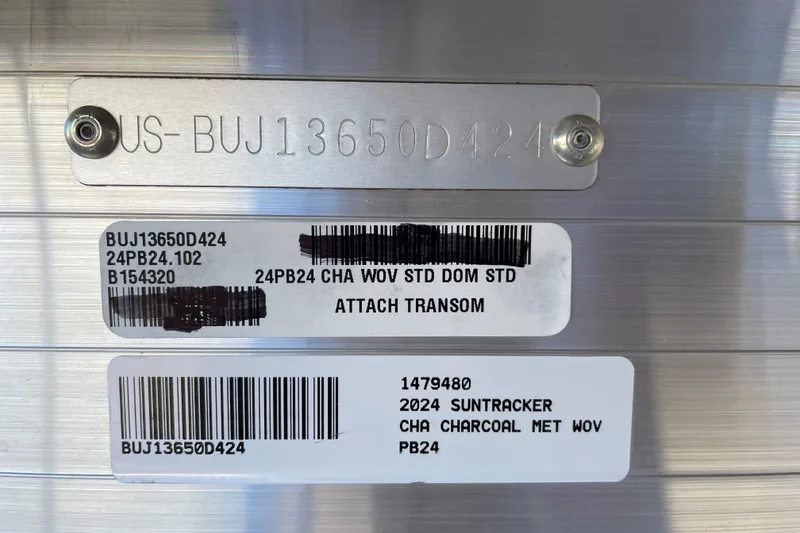 US-BUJ13650D424
BUJ13650D424
24PB24.102
B154320
24PB24 CHA WOV STD DOM STD
ATTACH TRANSOM
BUJ13650D424
1479480
2024 SUNTRACKER
CHA CHARCOAL MET WOV
PB24